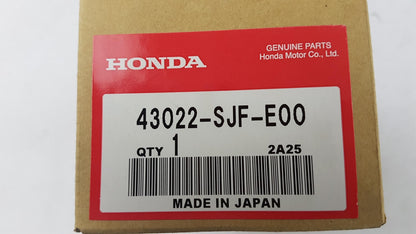 HONDA
GENUINE PARTS
Honda Motor Co., Ltd.
43022-SJF-E00
QTY 1 2A25
MADE IN JAPAN